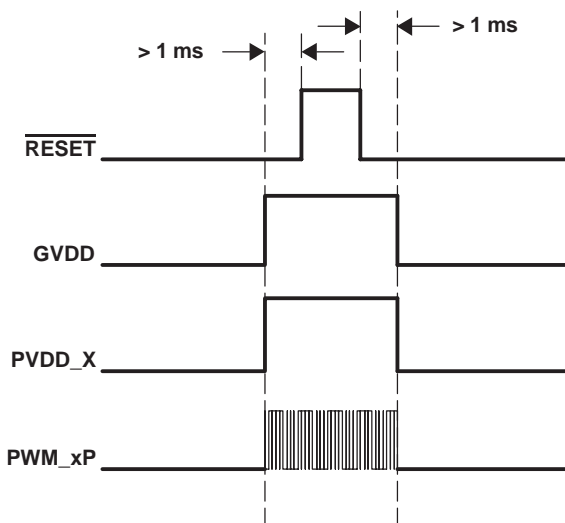 > 1 ms
> 1 ms
RESET
GVDD
PVDD_X
PWM_xP